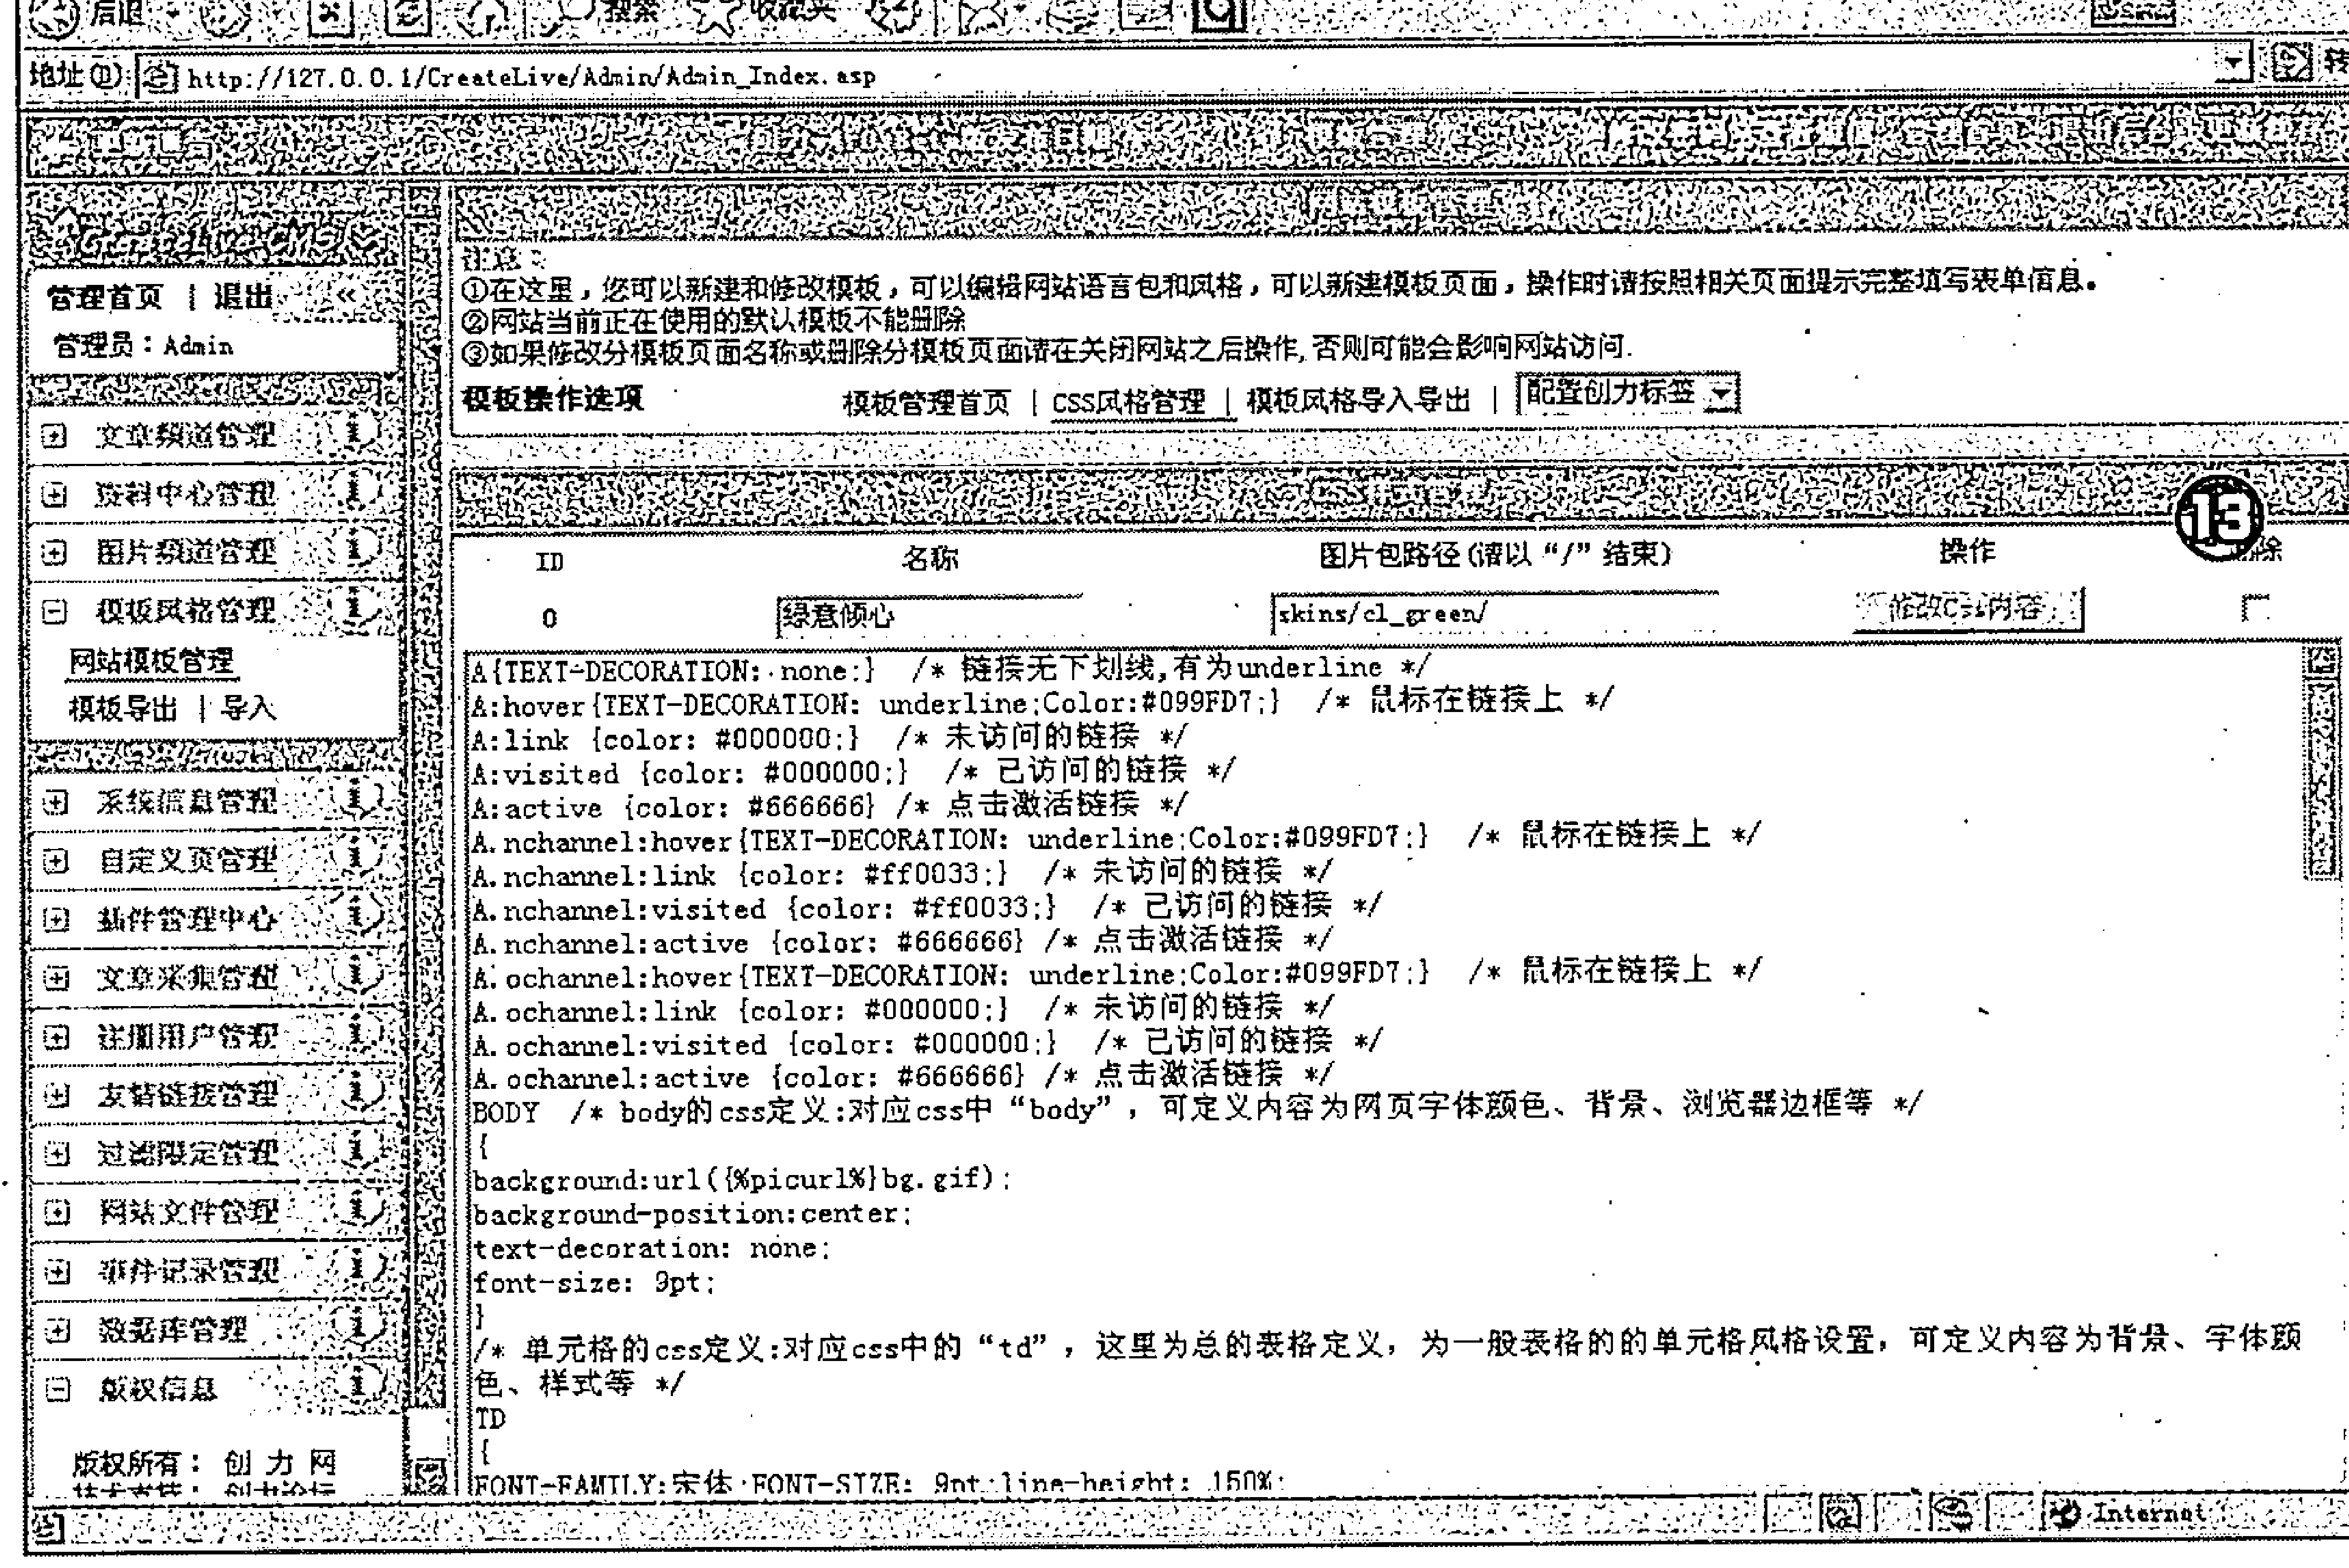 后退 搜索 收藏夹
地址(D) http://127.0.0.1/CreateLive/Admin/Admin_Index.asp 转
管理首页 | 退出 «
管理员：Admin
文章频道管理
资料中心管理
图片频道管理
模板风格管理
网站模板管理
模板导出 | 导入
系统信息管理
自定义页管理
插件管理中心
文章采集管理
注册用户管理
友情链接管理
过滤限定管理
网站文件管理
事件记录管理
数据库管理
版权信息
版权所有： 创 力 网
注意：
①在这里，您可以新建和修改模板，可以编辑网站语言包和风格，可以新建模板页面，操作时请按照相关页面提示完整填写表单信息。
②网站当前正在使用的默认模板不能删除
③如果修改分模板页面名称或删除分模板页面请在关闭网站之后操作,否则可能会影响网站访问.
模板操作选项 模板管理首页 | CSS风格管理 | 模板风格导入导出 | 配置创力标签
13
ID 名称 图片包路径(请以“/”结束) 操作 除
0 绿意倾心 skins/cl_green/ 修改Css内容
A{TEXT-DECORATION: none;} /* 链接无下划线,有为underline */
A:hover{TEXT-DECORATION: underline;Color:#099FD7;} /* 鼠标在链接上 */
A:link {color: #000000;} /* 未访问的链接 */
A:visited {color: #000000;} /* 已访问的链接 */
A:active {color: #666666} /* 点击激活链接 */
A.nchannel:hover{TEXT-DECORATION: underline;Color:#099FD7;} /* 鼠标在链接上 */
A.nchannel:link {color: #ff0033;} /* 未访问的链接 */
A.nchannel:visited {color: #ff0033;} /* 已访问的链接 */
A.nchannel:active {color: #666666} /* 点击激活链接 */
A.ochannel:hover{TEXT-DECORATION: underline;Color:#099FD7;} /* 鼠标在链接上 */
A.ochannel:link {color: #000000;} /* 未访问的链接 */
A.ochannel:visited {color: #000000;} /* 已访问的链接 */
A.ochannel:active {color: #666666} /* 点击激活链接 */
BODY /* body的css定义:对应css中“body”，可定义内容为网页字体颜色、背景、浏览器边框等 */
{
background:url({%picurl%}bg.gif);
background-position:center;
text-decoration: none;
font-size: 9pt;
}
/* 单元格的css定义:对应css中的“td”，这里为总的表格定义，为一般表格的的单元格风格设置，可定义内容为背景、字体颜
色、样式等 */
TD
{
FONT-FAMILY:宋体;FONT-SIZE: 9pt;line-height: 150%;
Internet